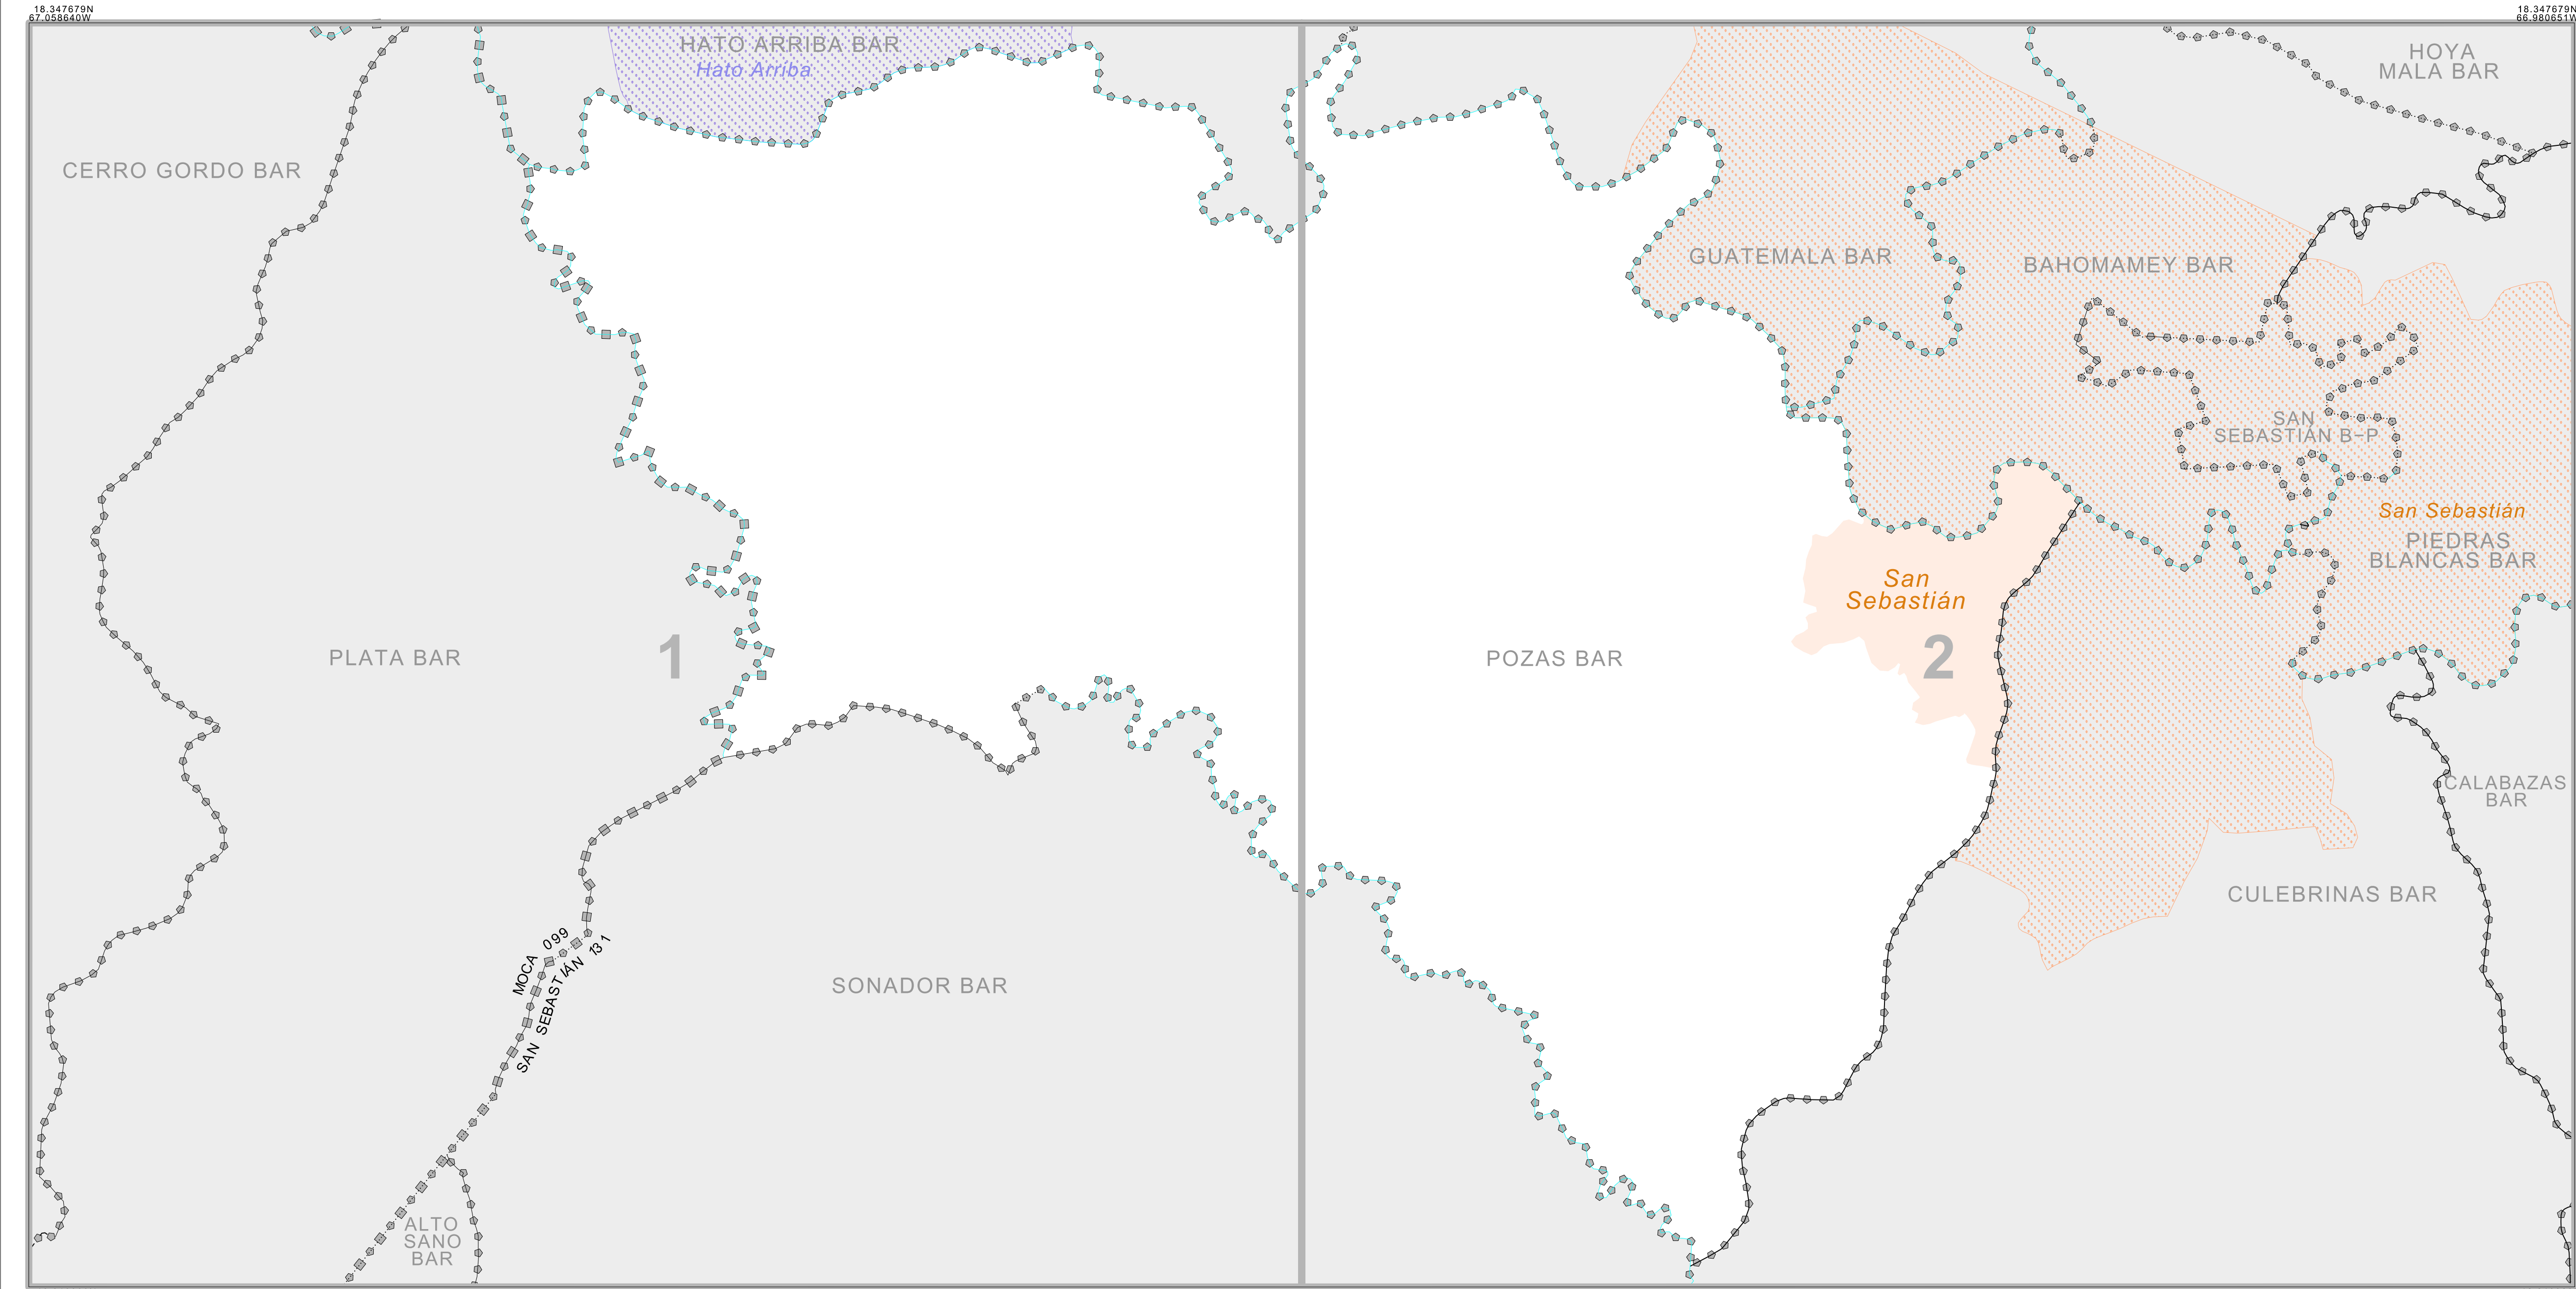 18.347679N
67.058640W
18.347679N
66.980651W
HATO ARRIBA BAR
Hato Arriba
HOYA
MALA BAR
CERRO GORDO BAR
GUATEMALA BAR
BAHOMAMEY BAR
SAN
SEBASTIÁN B-P
San Sebastián
PIEDRAS
BLANCAS BAR
San
Sebastián
PLATA BAR
1
POZAS BAR
2
CALABAZAS
BAR
CULEBRINAS BAR
MOCA 099
SAN SEBASTIÁN 131
SONADOR BAR
ALTO
SANO
BAR